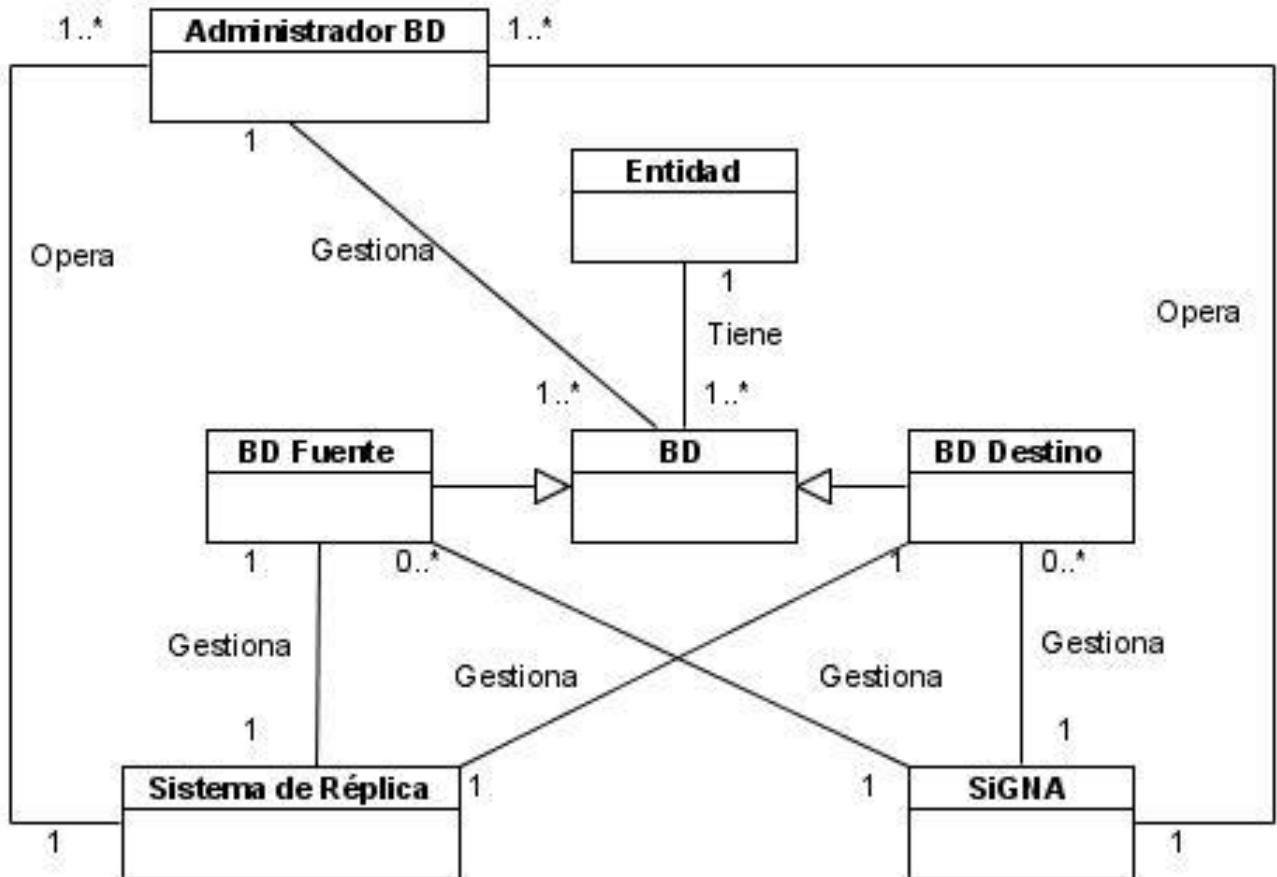 1..*
Administrador BD
1..*
1
Entidad
Opera
Gestiona
1
Opera
Tiene
1..*
1..*
BD Fuente
BD
BD Destino
1
0..*
1
0..*
Gestiona
Gestiona
Gestiona
Gestiona
1
1
Sistema de Réplica
1
1
SiGNA
1
1